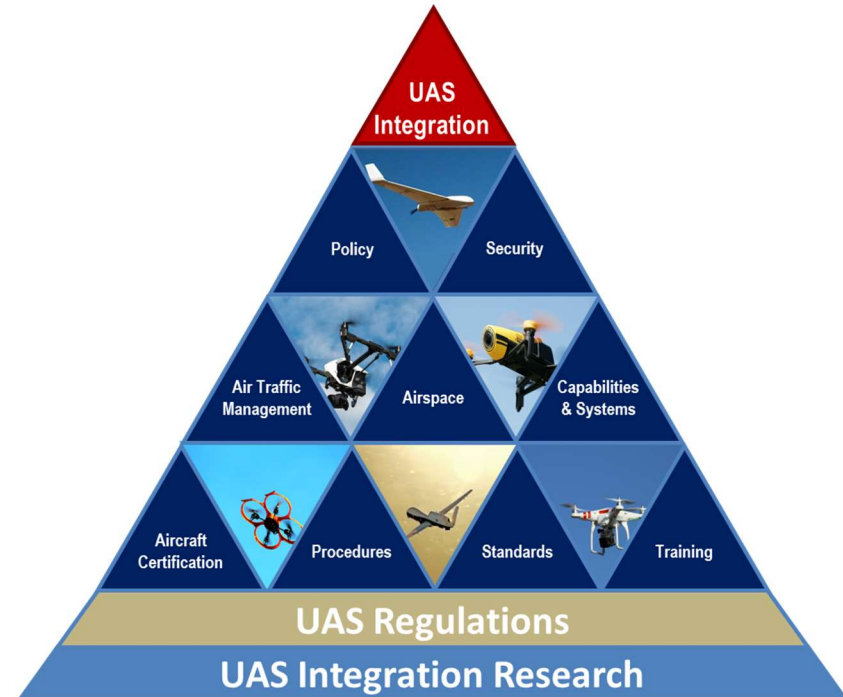 UAS
Integration
Policy
Security
Air Traffic
Management
Airspace
Capabilities
& Systems
Aircraft
Certification
Procedures
Standards
Training
UAS Regulations
UAS Integration Research